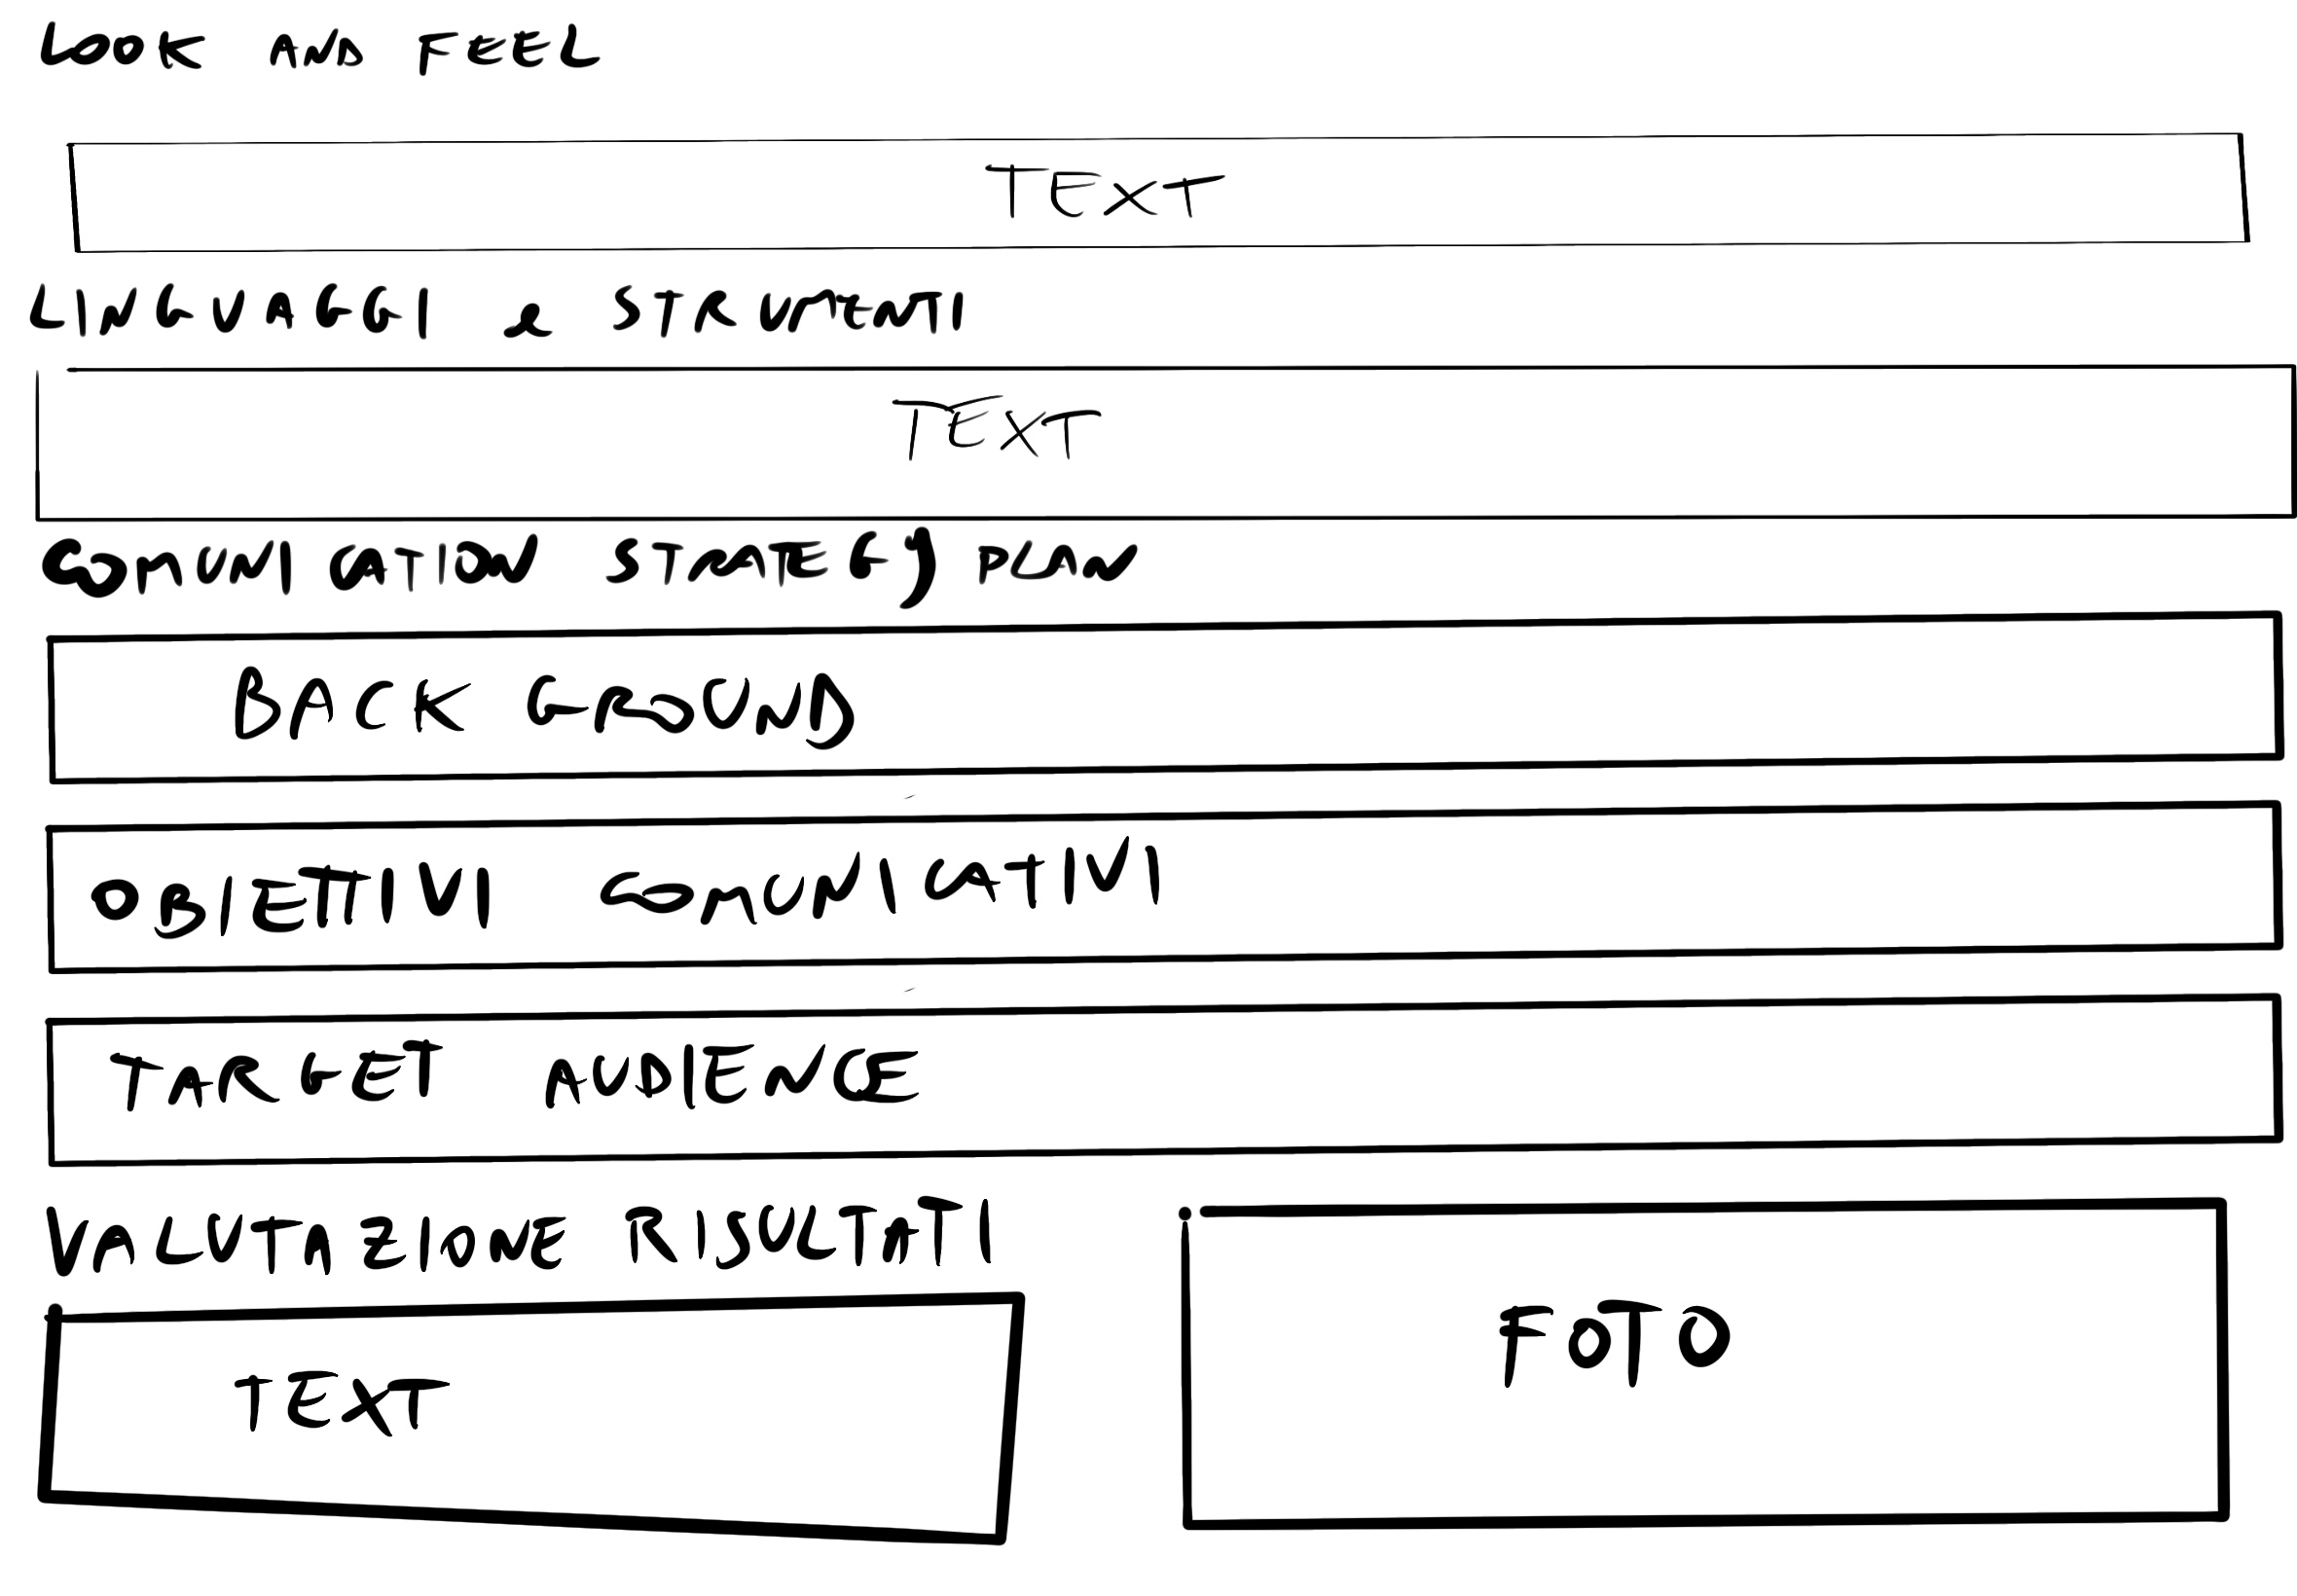 LOOK AND FEEL
TEXT
LINGUAGGI e STRUMENTI
TEXT
COMUNICATION STRATEGY PLAN
BACK GROUND
OBIETTIVI COMUNICATIVI
TARGET AUDIENCE
VALUTAZIONE RISULTATI
TEXT
FOTO